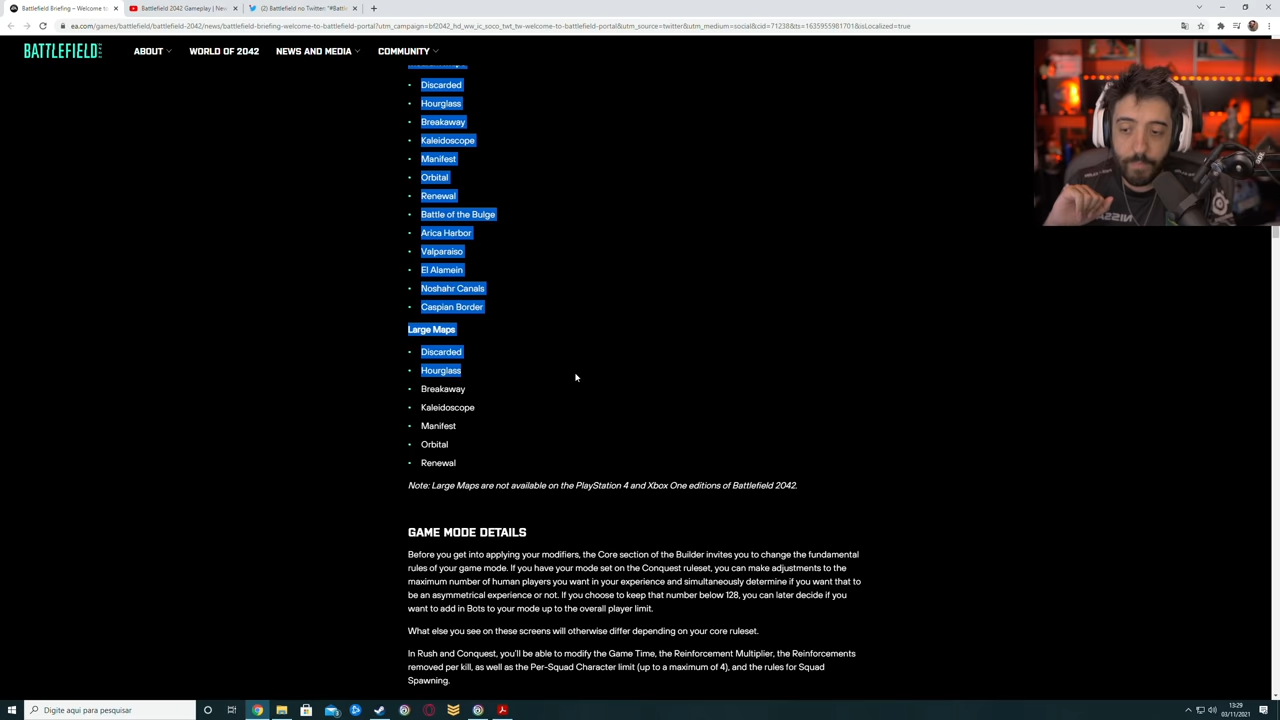 Battlefield Briefing – Welcome to
Battlefield 2042 Gameplay | New
(2) Battlefield no Twitter: "#Battl
ea.com/games/battlefield/battlefield-2042/news/battlefield-briefing-welcome-to-battlefield-portal?utm_campaign=bf2042_hd_ww_ic_soco_twt_tw-welcome-to-battlefield-portal&utm_source=twitter&utm_medium=social&cid=71238&ts=1635955981701&isLocalized=true
BATTLEFIELD
ABOUT
WORLD OF 2042
NEWS AND MEDIA
COMMUNITY
• Discarded
• Hourglass
• Breakaway
• Kaleidoscope
• Manifest
• Orbital
• Renewal
• Battle of the Bulge
• Arica Harbor
• Valparaiso
• El Alamein
• Noshahr Canals
• Caspian Border
Large Maps
• Discarded
• Hourglass
• Breakaway
• Kaleidoscope
• Manifest
• Orbital
• Renewal
Note: Large Maps are not available on the PlayStation 4 and Xbox One editions of Battlefield 2042.
GAME MODE DETAILS
Before you get into applying your modifiers, the Core section of the Builder invites you to change the fundamental
rules of your game mode. If you have your mode set on the Conquest ruleset, you can make adjustments to the
maximum number of human players you want in your experience and simultaneously determine if you want that to
be an asymmetrical experience or not. If you choose to keep that number below 128, you can later decide if you
want to add in Bots to your mode up to the overall player limit.
What else you see on these screens will otherwise differ depending on your core ruleset.
In Rush and Conquest, you'll be able to modify the Game Time, the Reinforcement Multiplier, the Reinforcements
removed per kill, as well as the Per-Squad Character limit (up to a maximum of 4), and the rules for Squad
Spawning.
Digite aqui para pesquisar
13:29
03/11/2021